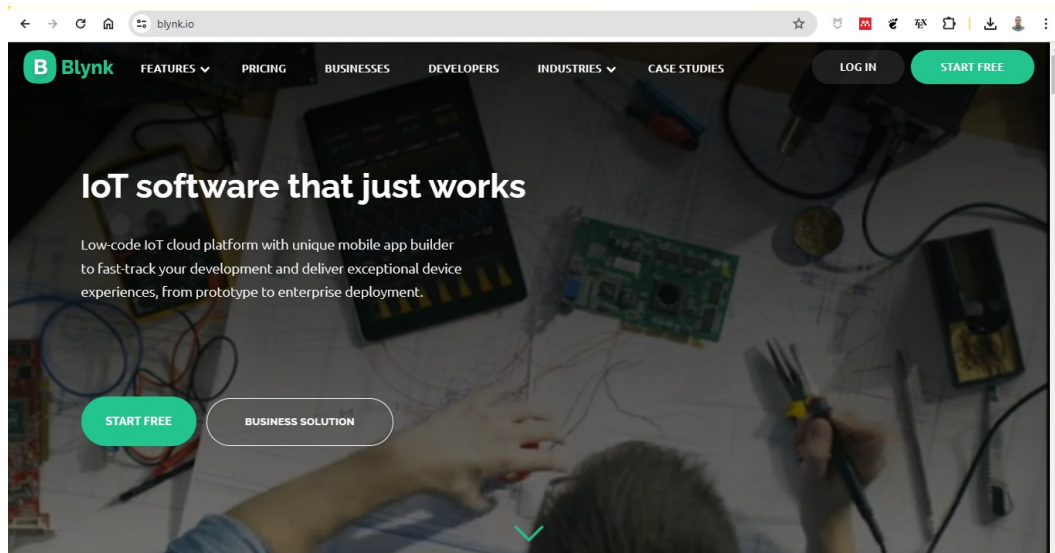 blynk.io
B Blynk FEATURES PRICING BUSINESSES DEVELOPERS INDUSTRIES CASE STUDIES LOG IN START FREE
IoT software that just works
Low-code IoT cloud platform with unique mobile app builder
to fast-track your development and deliver exceptional device
experiences, from prototype to enterprise deployment.
START FREE BUSINESS SOLUTION